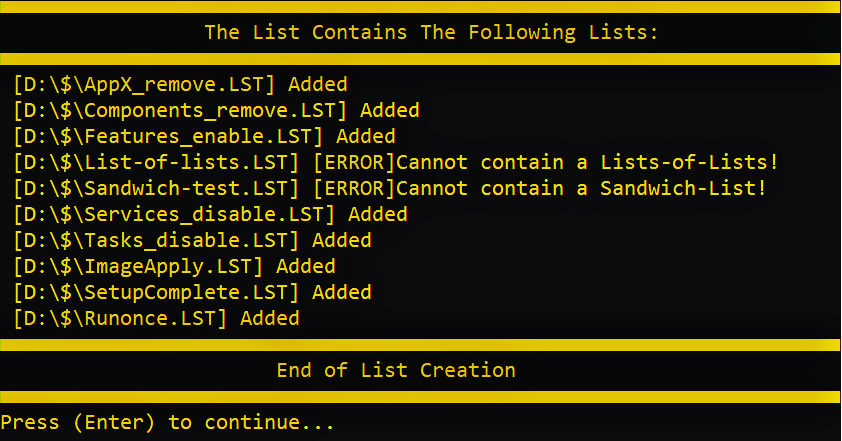 The List Contains The Following Lists:
[D:\$\AppX_remove.LST] Added
[D:\$\Components_remove.LST] Added
[D:\$\Features_enable.LST] Added
[D:\$\List-of-lists.LST] [ERROR]Cannot contain a Lists-of-Lists!
[D:\$\Sandwich-test.LST] [ERROR]Cannot contain a Sandwich-List!
[D:\$\Services_disable.LST] Added
[D:\$\Tasks_disable.LST] Added
[D:\$\ImageApply.LST] Added
[D:\$\SetupComplete.LST] Added
[D:\$\Runonce.LST] Added
End of List Creation
Press (Enter) to continue...